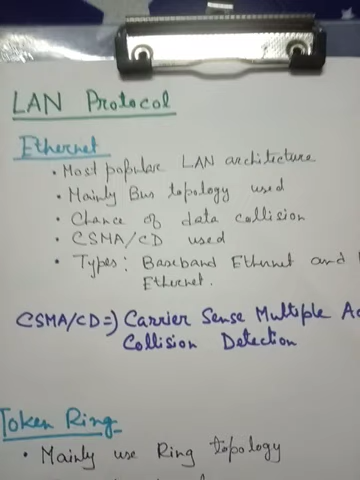 LAN Protocol
Ethernet
• Most popular LAN architecture
• Mainly Bus topology used
• Chance of data collision
• CSMA/CD used
• Types: Baseband Ethernet and
Ethernet.
CSMA/CD => Carrier Sense Multiple
Collision Detection
Token Ring
• Mainly use Ring topology